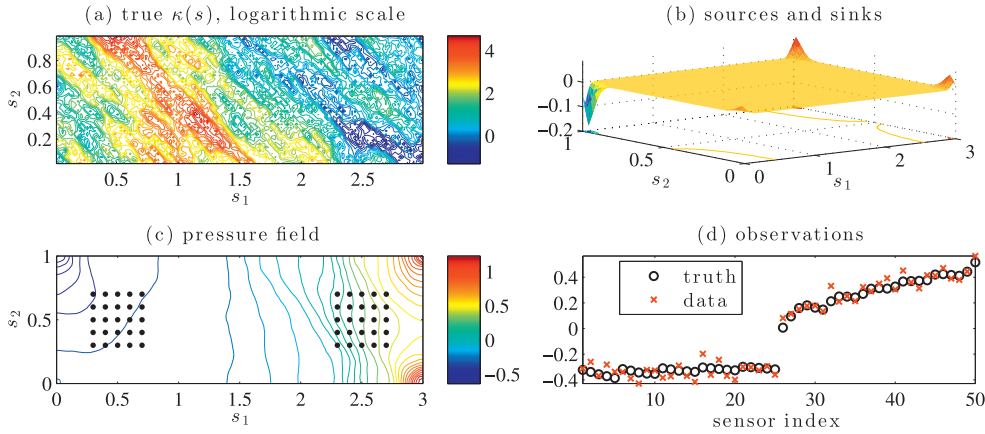 (a) true κ(s), logarithmic scale
s₂
0.8
0.6
0.4
0.2
0.5 1 1.5 2 2.5
s₁
4
2
0
(b) sources and sinks
0
−0.1
−0.2
1
0.5
0
s₂
0
1
2
3
s₁
(c) pressure field
s₂
1
0.5
0
0 0.5 1 1.5 2 2.5 3
s₁
1
0.5
0
−0.5
(d) observations
truth
data
0.4
0.2
0
−0.2
−0.4
10 20 30 40 50
sensor index